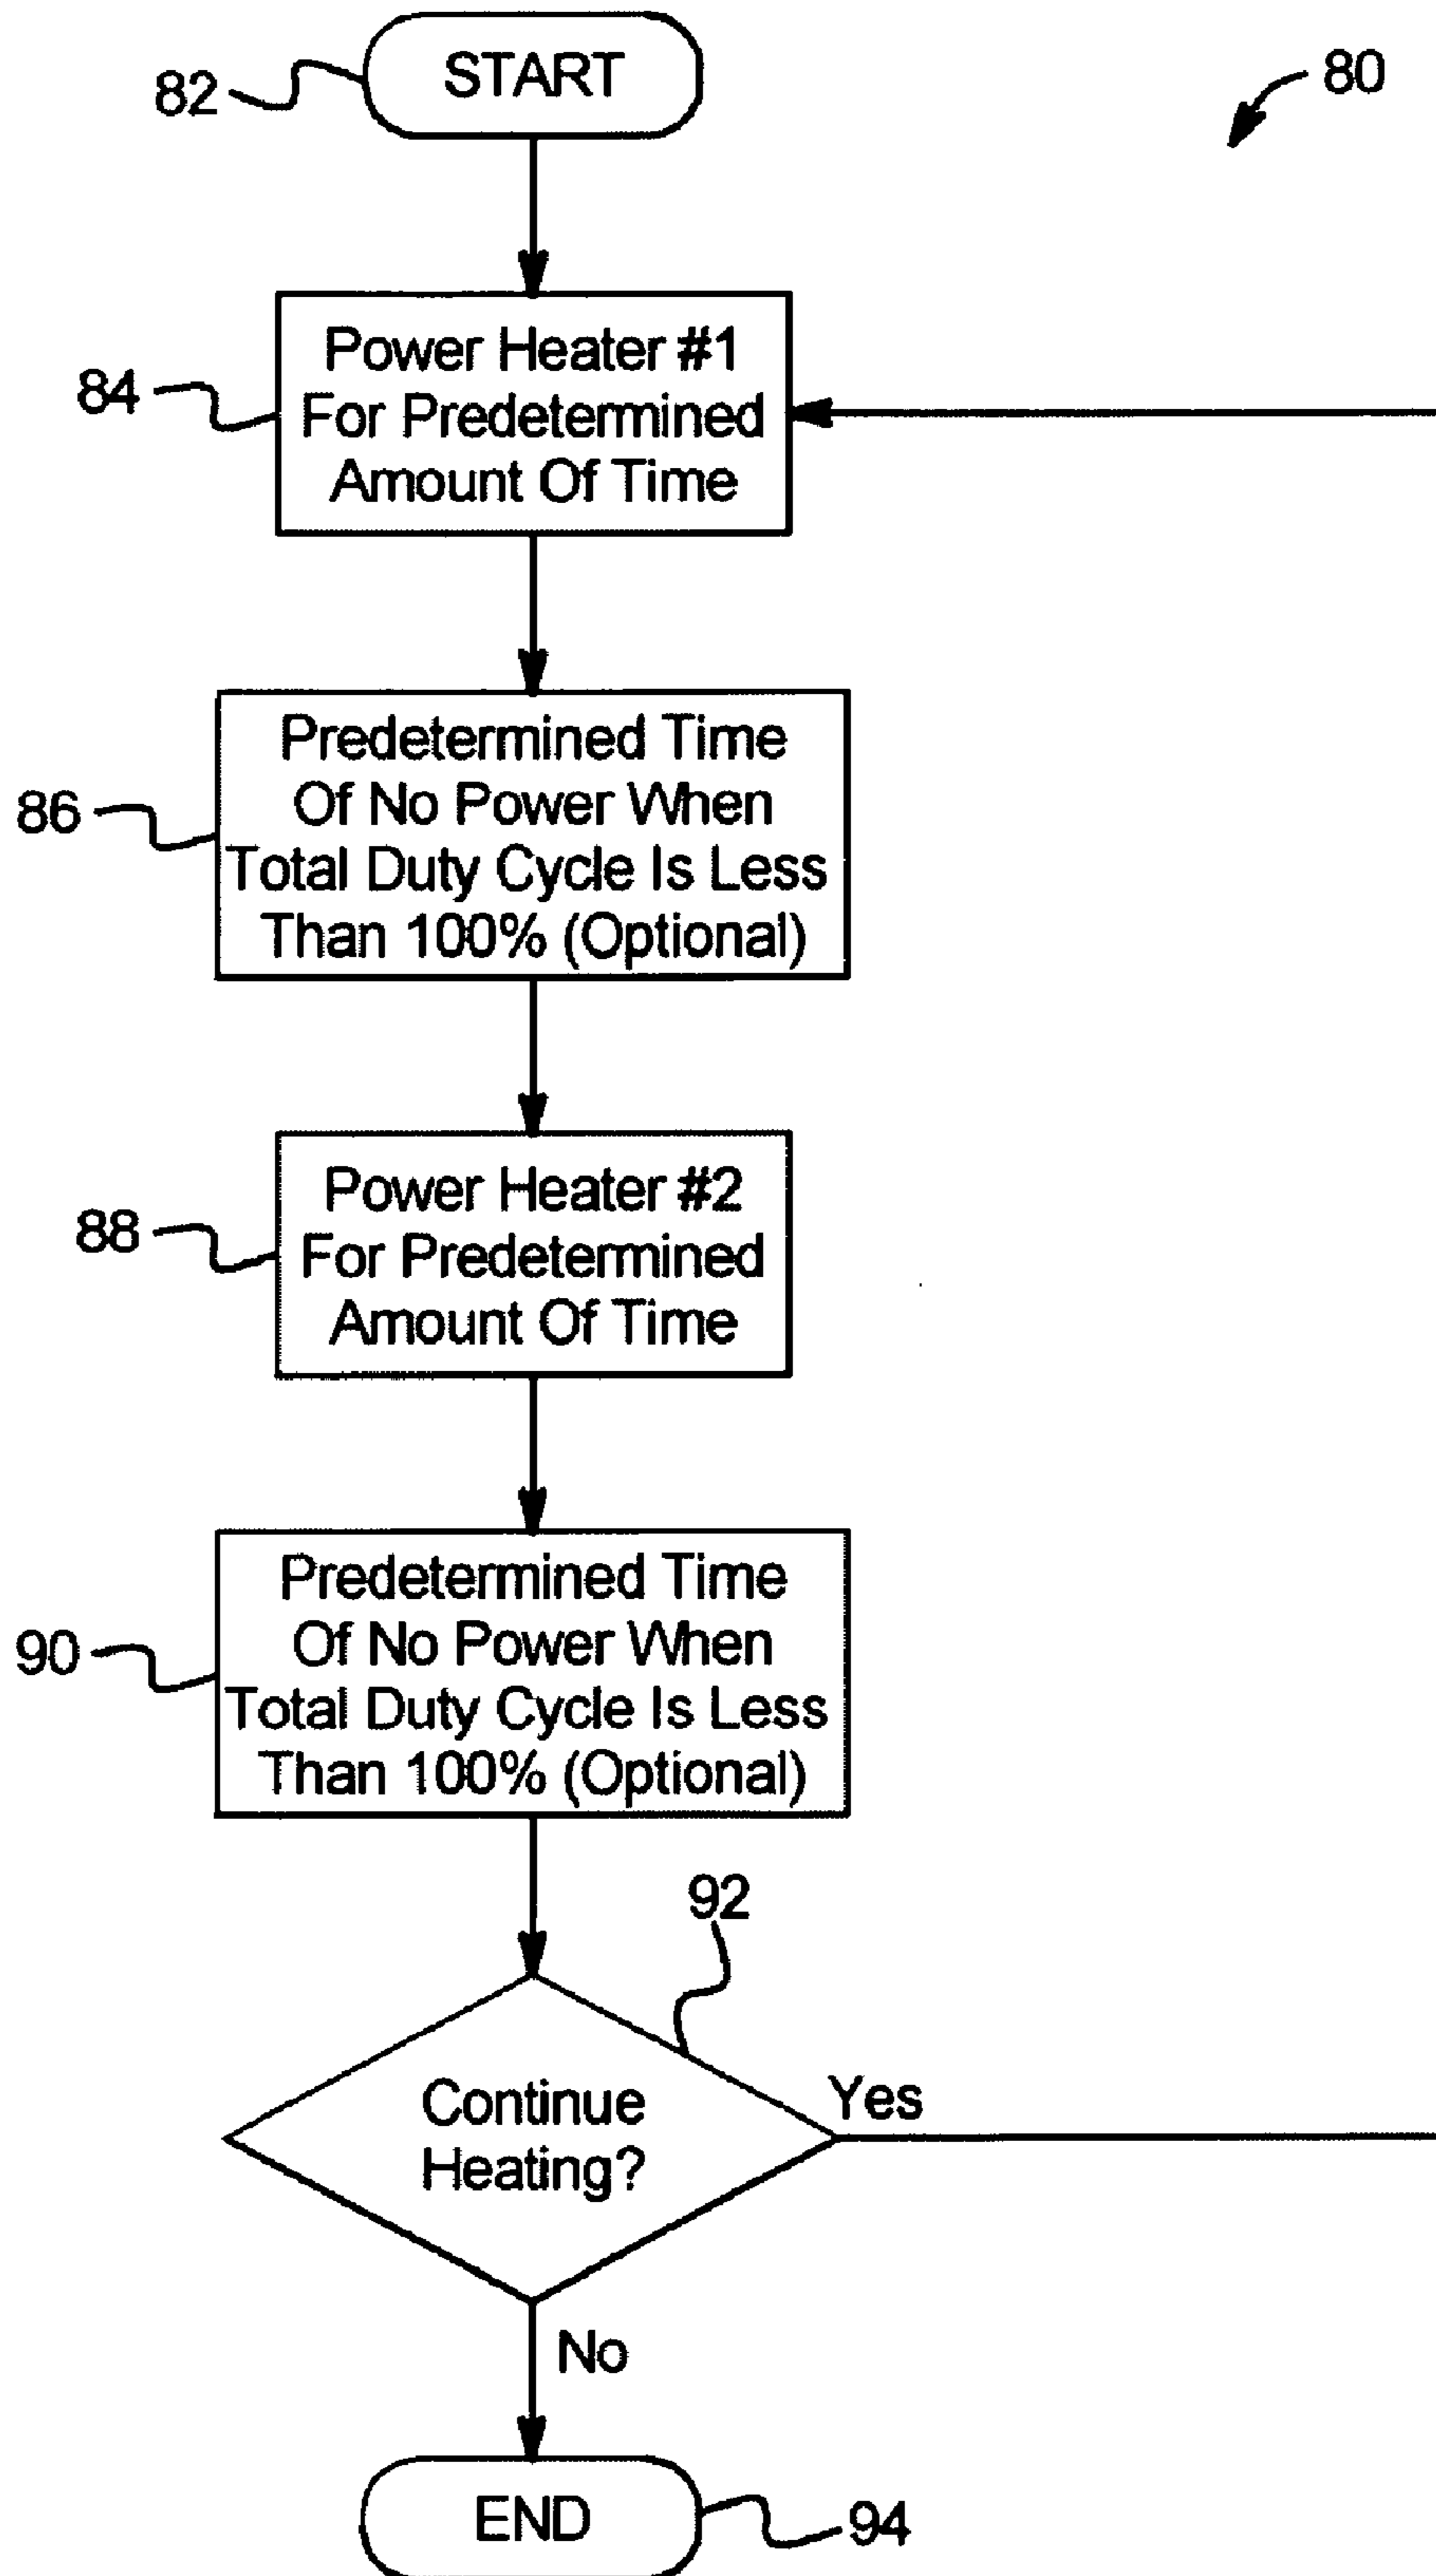 START
82
80
Power Heater #1
For Predetermined
Amount Of Time
84
Predetermined Time
Of No Power When
Total Duty Cycle Is Less
Than 100% (Optional)
86
Power Heater #2
For Predetermined
Amount Of Time
88
Predetermined Time
Of No Power When
Total Duty Cycle Is Less
Than 100% (Optional)
90
92
Continue
Heating?
Yes
No
END
94